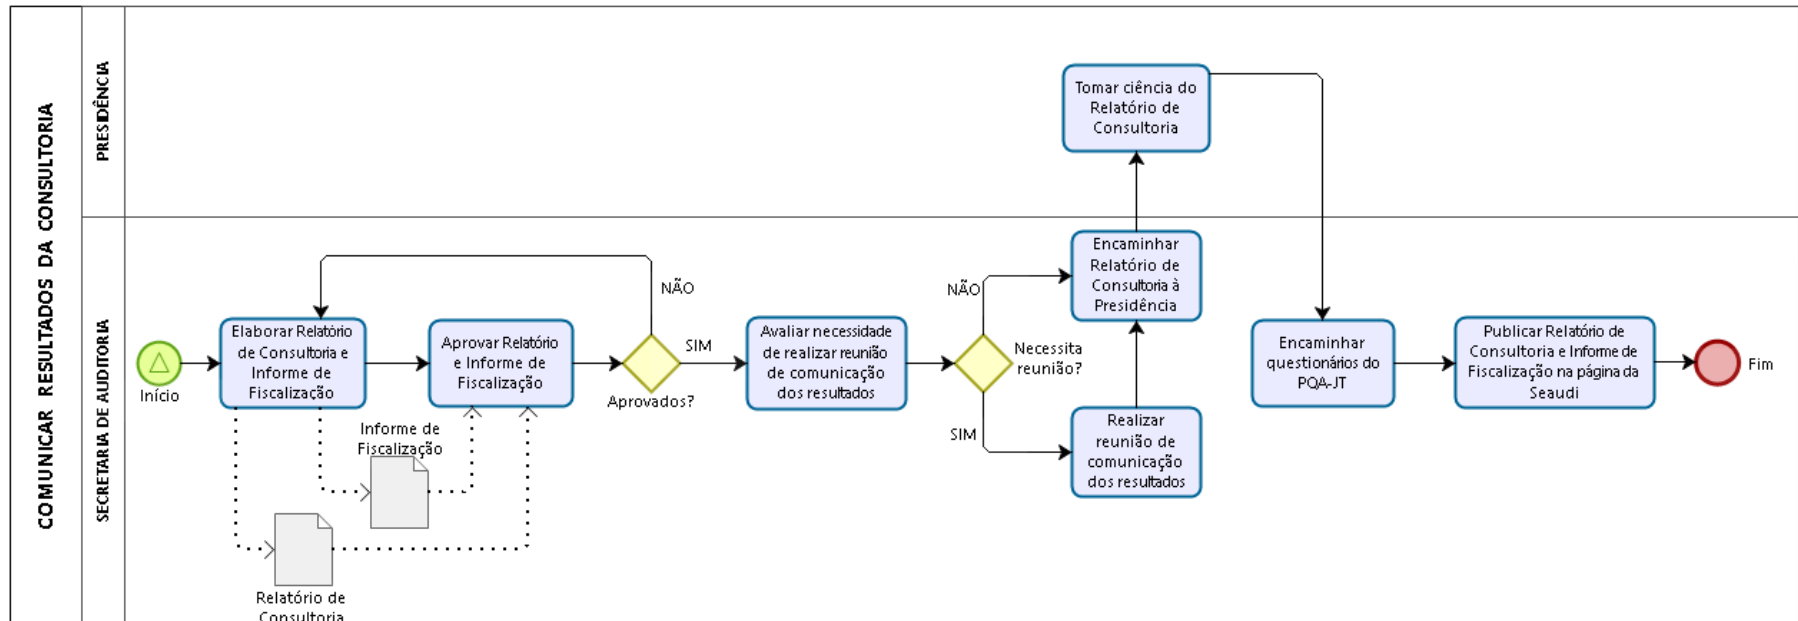 COMUNICAR RESULTADOS DA CONSULTORIA
PRESIDÊNCIA
Tomar ciência do
Relatório de
Consultoria
SECRETARIA DE AUDITORIA
Início
Elaborar Relatório
de Consultoria e
Informe de
Fiscalização
Aprovar Relatório
e Informe de
Fiscalização
Informe de
Fiscalização
Relatório de
Consultoria
NÃO
SIM
Aprovados?
Avaliar necessidade
de realizar reunião
de comunicação
dos resultados
NÃO
SIM
Necessita
reunião?
Encaminhar
Relatório de
Consultoria à
Presidência
Realizar
reunião de
comunicação
dos resultados
Encaminhar
questionários do
PQA-JT
Publicar Relatório de
Consultoria e Informe de
Fiscalização na página da
Seaudi
Fim